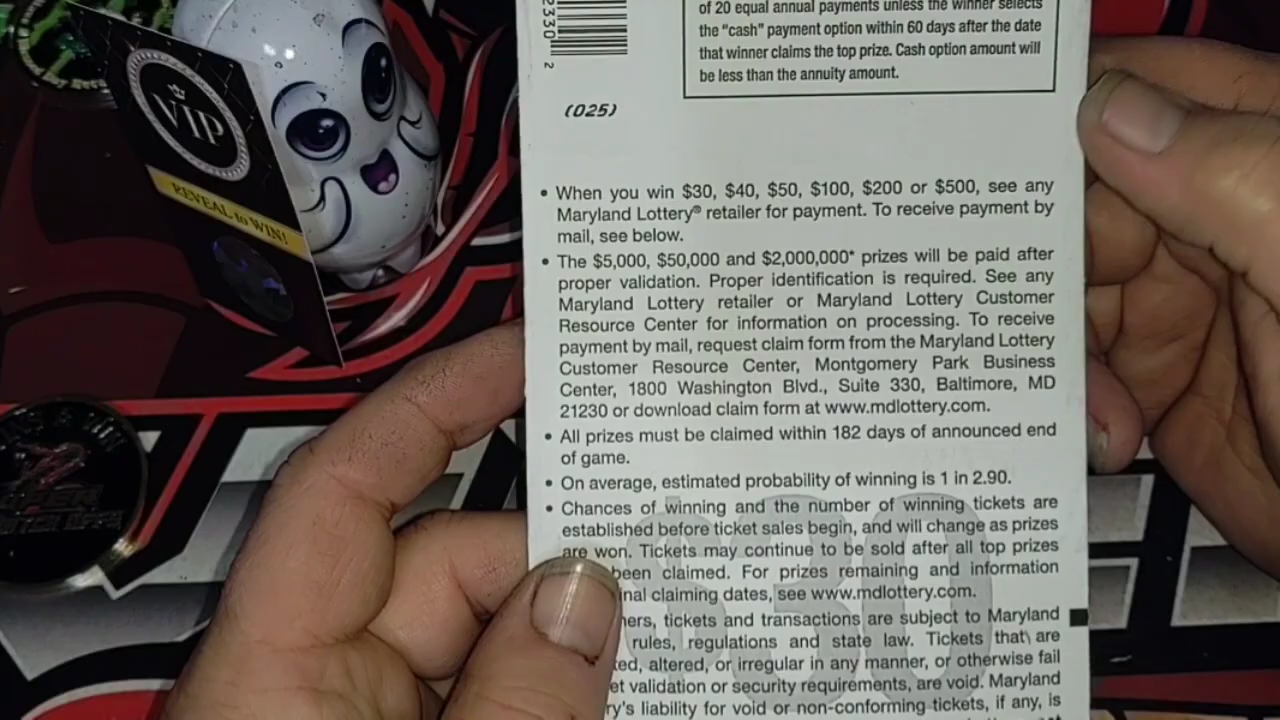 of 20 equal annual payments unless the winner selects
the “cash” payment option within 60 days after the date
that winner claims the top prize. Cash option amount will
be less than the annuity amount.
2330 2
(025)
VIP
REVEAL to WIN!
• When you win $30, $40, $50, $100, $200 or $500, see any
Maryland Lottery® retailer for payment. To receive payment by
mail, see below.
• The $5,000, $50,000 and $2,000,000* prizes will be paid after
proper validation. Proper identification is required. See any
Maryland Lottery retailer or Maryland Lottery Customer
Resource Center for information on processing. To receive
payment by mail, request claim form from the Maryland Lottery
Customer Resource Center, Montgomery Park Business
Center, 1800 Washington Blvd., Suite 330, Baltimore, MD
21230 or download claim form at www.mdlottery.com.
• All prizes must be claimed within 182 days of announced end
of game.
• On average, estimated probability of winning is 1 in 2.90.
• Chances of winning and the number of winning tickets are
established before ticket sales begin, and will change as prizes
are won. Tickets may continue to be sold after all top prizes
been claimed. For prizes remaining and information
claiming dates, see www.mdlottery.com.
tickets and transactions are subject to Maryland
rules, regulations and state law. Tickets that are
altered, or irregular in any manner, or otherwise fail
validation or security requirements, are void. Maryland
liability for void or non-conforming tickets, if any, is
$30